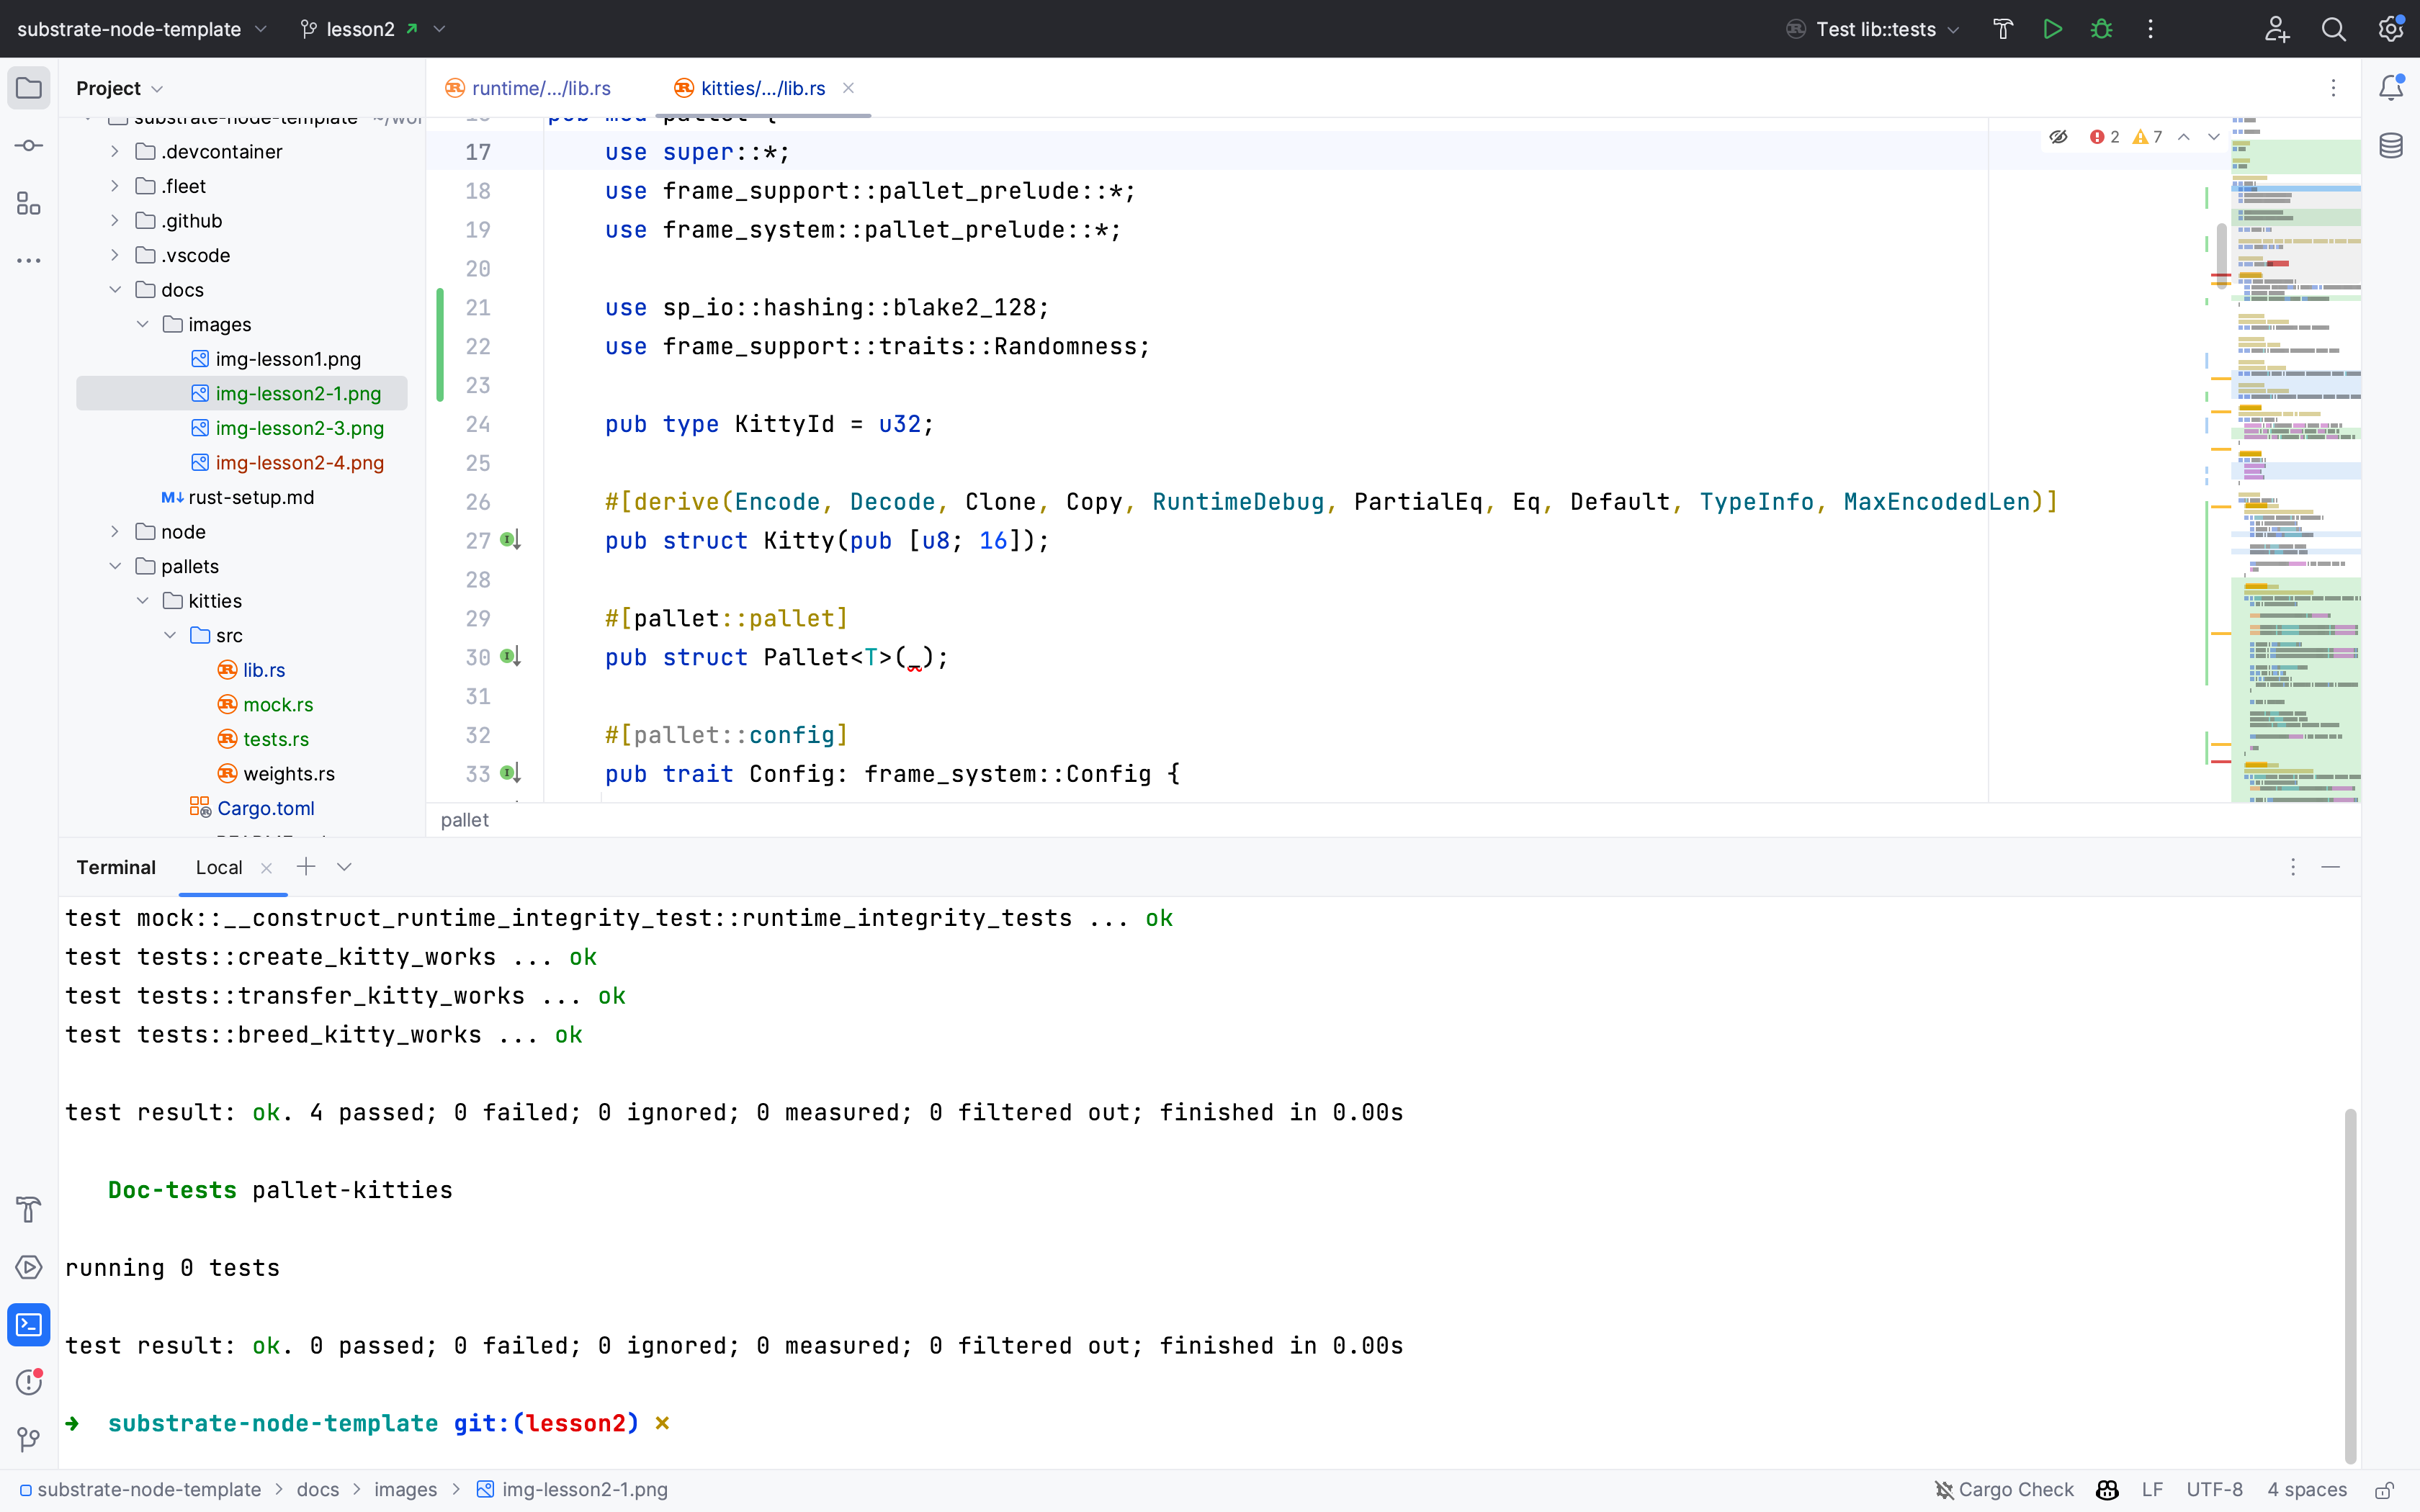 substrate-node-template lesson2 Test lib::tests
Project
runtime/.../lib.rs kitties/.../lib.rs
substrate-node-template
.devcontainer
.fleet
.github
.vscode
docs
images
img-lesson1.png
img-lesson2-1.png
img-lesson2-3.png
img-lesson2-4.png
rust-setup.md
node
pallets
kitties
src
lib.rs
mock.rs
tests.rs
weights.rs
Cargo.toml
2 7
pub mod pallet {
17 use super::*;
18 use frame_support::pallet_prelude::*;
19 use frame_system::pallet_prelude::*;
20
21 use sp_io::hashing::blake2_128;
22 use frame_support::traits::Randomness;
23
24 pub type KittyId = u32;
25
26 #[derive(Encode, Decode, Clone, Copy, RuntimeDebug, PartialEq, Eq, Default, TypeInfo, MaxEncodedLen)]
27 pub struct Kitty(pub [u8; 16]);
28
29 #[pallet::pallet]
30 pub struct Pallet<T>(_);
31
32 #[pallet::config]
33 pub trait Config: frame_system::Config {
pallet
Terminal Local
test mock::__construct_runtime_integrity_test::runtime_integrity_tests ... ok
test tests::create_kitty_works ... ok
test tests::transfer_kitty_works ... ok
test tests::breed_kitty_works ... ok
test result: ok. 4 passed; 0 failed; 0 ignored; 0 measured; 0 filtered out; finished in 0.00s
Doc-tests pallet-kitties
running 0 tests
test result: ok. 0 passed; 0 failed; 0 ignored; 0 measured; 0 filtered out; finished in 0.00s
➜ substrate-node-template git:(lesson2) ×
substrate-node-template > docs > images > img-lesson2-1.png Cargo Check LF UTF-8 4 spaces